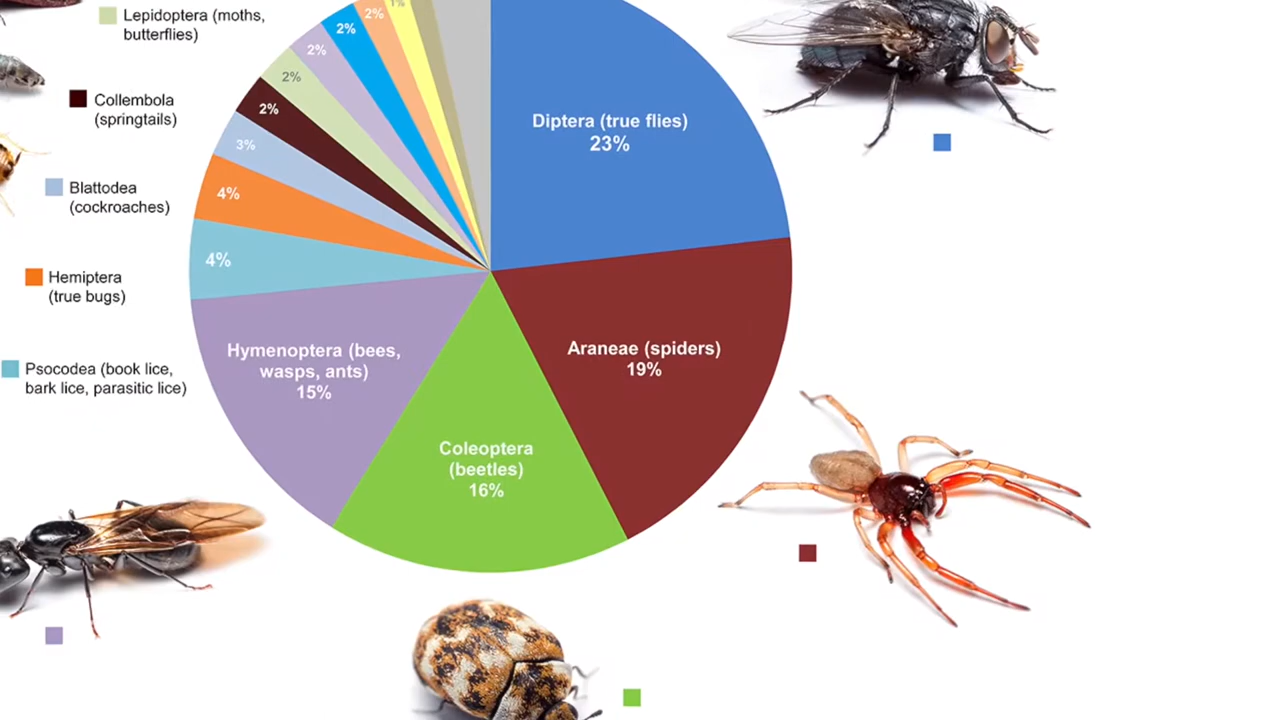 Lepidoptera (moths,
butterflies)
Collembola
(springtails)
Blattodea
(cockroaches)
Hemiptera
(true bugs)
Psocodea (book lice,
bark lice, parasitic lice)
1%
2%
2%
2%
2%
2%
3%
4%
4%
Diptera (true flies)
23%
Araneae (spiders)
19%
Hymenoptera (bees,
wasps, ants)
15%
Coleoptera
(beetles)
16%